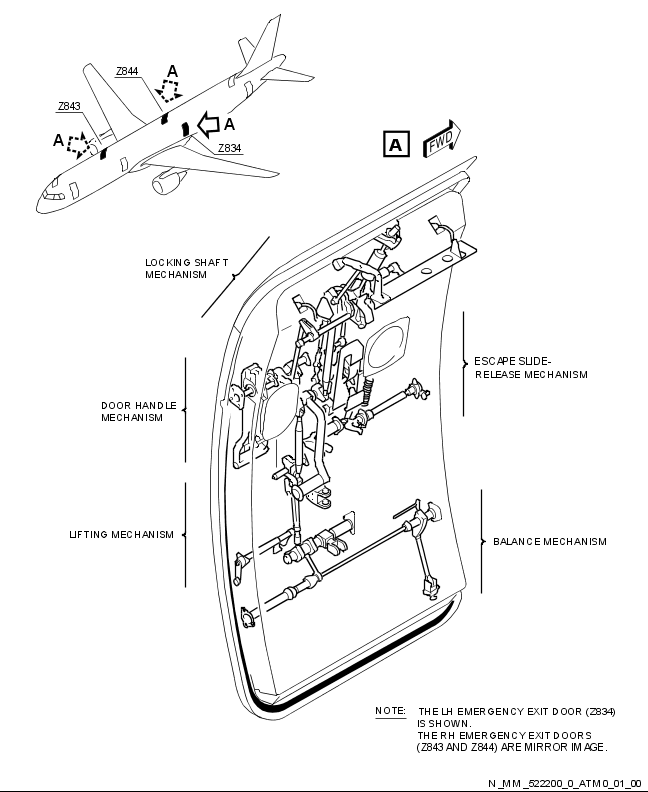 Z844
A
Z843
A
A
Z834
A
FWD
LOCKING SHAFT
MECHANISM
ESCAPE SLIDE-
RELEASE MECHANISM
DOOR HANDLE
MECHANISM
LIFTING MECHANISM
BALANCE MECHANISM
NOTE: THE LH EMERGENCY EXIT DOOR (Z834)
IS SHOWN.
THE RH EMERGENCY EXIT DOORS
(Z843 AND Z844) ARE MIRROR IMAGE.
N_MM_522200_0_ATM0_01_00